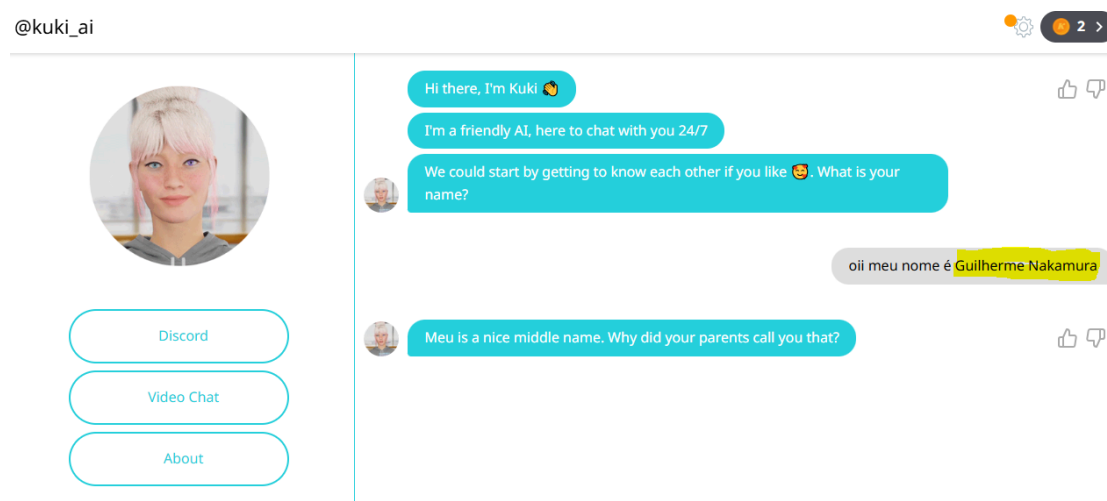 @kuki_ai
2 >
Hi there, I'm Kuki 👏
I'm a friendly AI, here to chat with you 24/7
We could start by getting to know each other if you like 🥰. What is your
name?
oii meu nome é Guilherme Nakamura
Meu is a nice middle name. Why did your parents call you that?
Discord
Video Chat
About